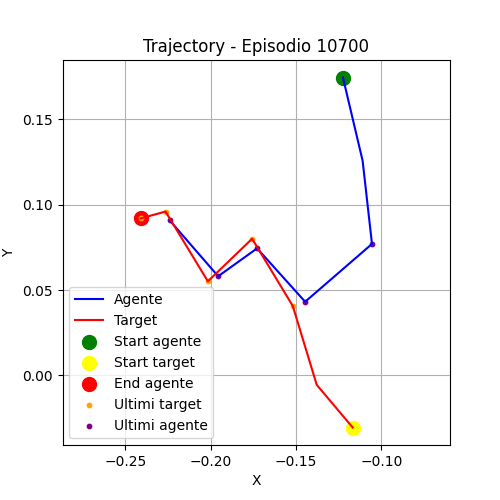 Trajectory - Episodio 10700
Y
0.15
0.10
0.05
0.00
Agente
Target
Start agente
Start target
End agente
Ultimi target
Ultimi agente
−0.25 −0.20 −0.15 −0.10
X